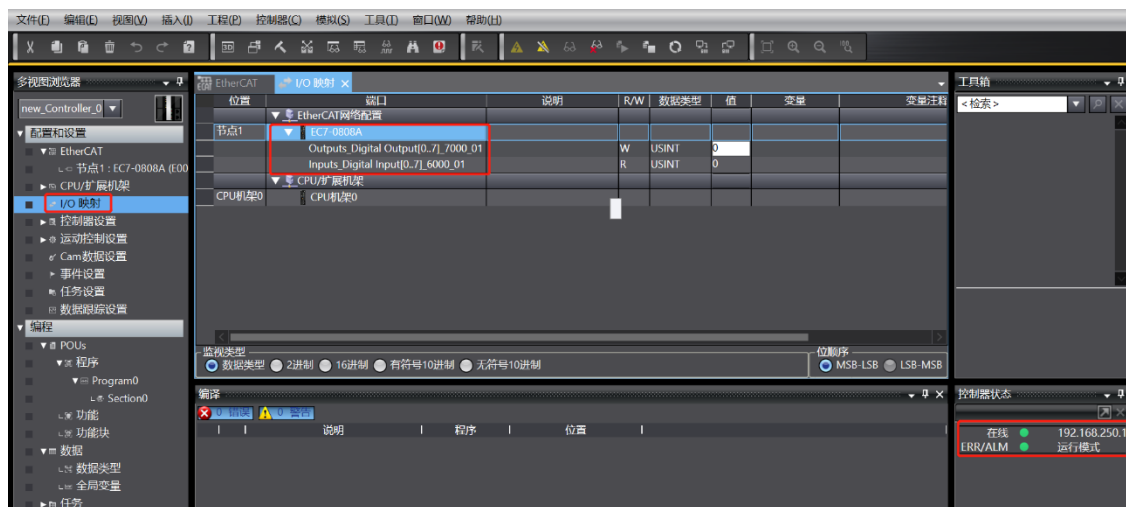 文件(F) 编辑(E) 视图(V) 插入(I) 工程(P) 控制器(C) 模拟(S) 工具(T) 窗口(W) 帮助(H)
多视图浏览器
new_Controller_0
配置和设置
EtherCAT
节点1 : EC7-0808A (E00
CPU/扩展机架
I/O 映射
控制器设置
运动控制设置
Cam数据设置
事件设置
任务设置
数据跟踪设置
编程
POUs
程序
Program0
Section0
功能
功能块
数据
数据类型
全局变量
任务
EtherCAT I/O 映射
位置 端口 说明 R/W 数据类型 值 变量 变量注释
EtherCAT网络配置
节点1 EC7-0808A
Outputs_Digital Output[0..7]_7000_01 W USINT 0
Inputs_Digital Input[0..7]_6000_01 R USINT 0
CPU/扩展机架
CPU机架0 CPU机架0
监视类型
数据类型 2进制 16进制 有符号10进制 无符号10进制
位顺序
MSB-LSB LSB-MSB
编译
0 错误 0 警告
说明 程序 位置
工具箱
<检索>
控制器状态
在线 192.168.250.1
ERR/ALM 运行模式